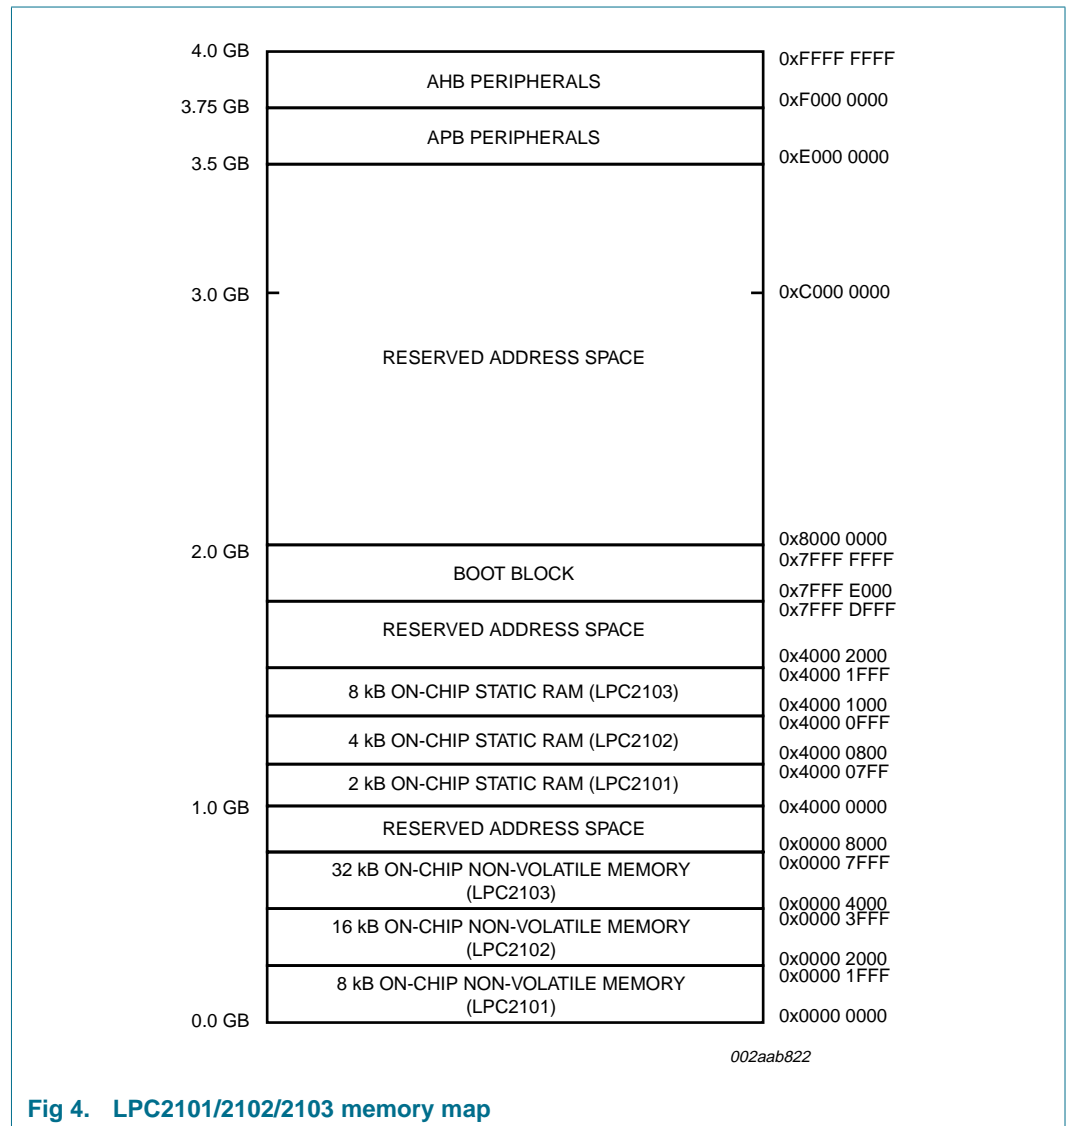 4.0 GB
0xFFFF FFFF
AHB PERIPHERALS
3.75 GB
0xF000 0000
APB PERIPHERALS
3.5 GB
0xE000 0000
3.0 GB
0xC000 0000
RESERVED ADDRESS SPACE
0x8000 0000
2.0 GB
0x7FFF FFFF
BOOT BLOCK
0x7FFF E000
0x7FFF DFFF
RESERVED ADDRESS SPACE
0x4000 2000
0x4000 1FFF
8 kB ON-CHIP STATIC RAM (LPC2103)
0x4000 1000
0x4000 0FFF
4 kB ON-CHIP STATIC RAM (LPC2102)
0x4000 0800
0x4000 07FF
2 kB ON-CHIP STATIC RAM (LPC2101)
1.0 GB
0x4000 0000
RESERVED ADDRESS SPACE
0x0000 8000
0x0000 7FFF
32 kB ON-CHIP NON-VOLATILE MEMORY
(LPC2103)
0x0000 4000
0x0000 3FFF
16 kB ON-CHIP NON-VOLATILE MEMORY
(LPC2102)
0x0000 2000
0x0000 1FFF
8 kB ON-CHIP NON-VOLATILE MEMORY
(LPC2101)
0.0 GB
0x0000 0000
002aab822
Fig 4. LPC2101/2102/2103 memory map